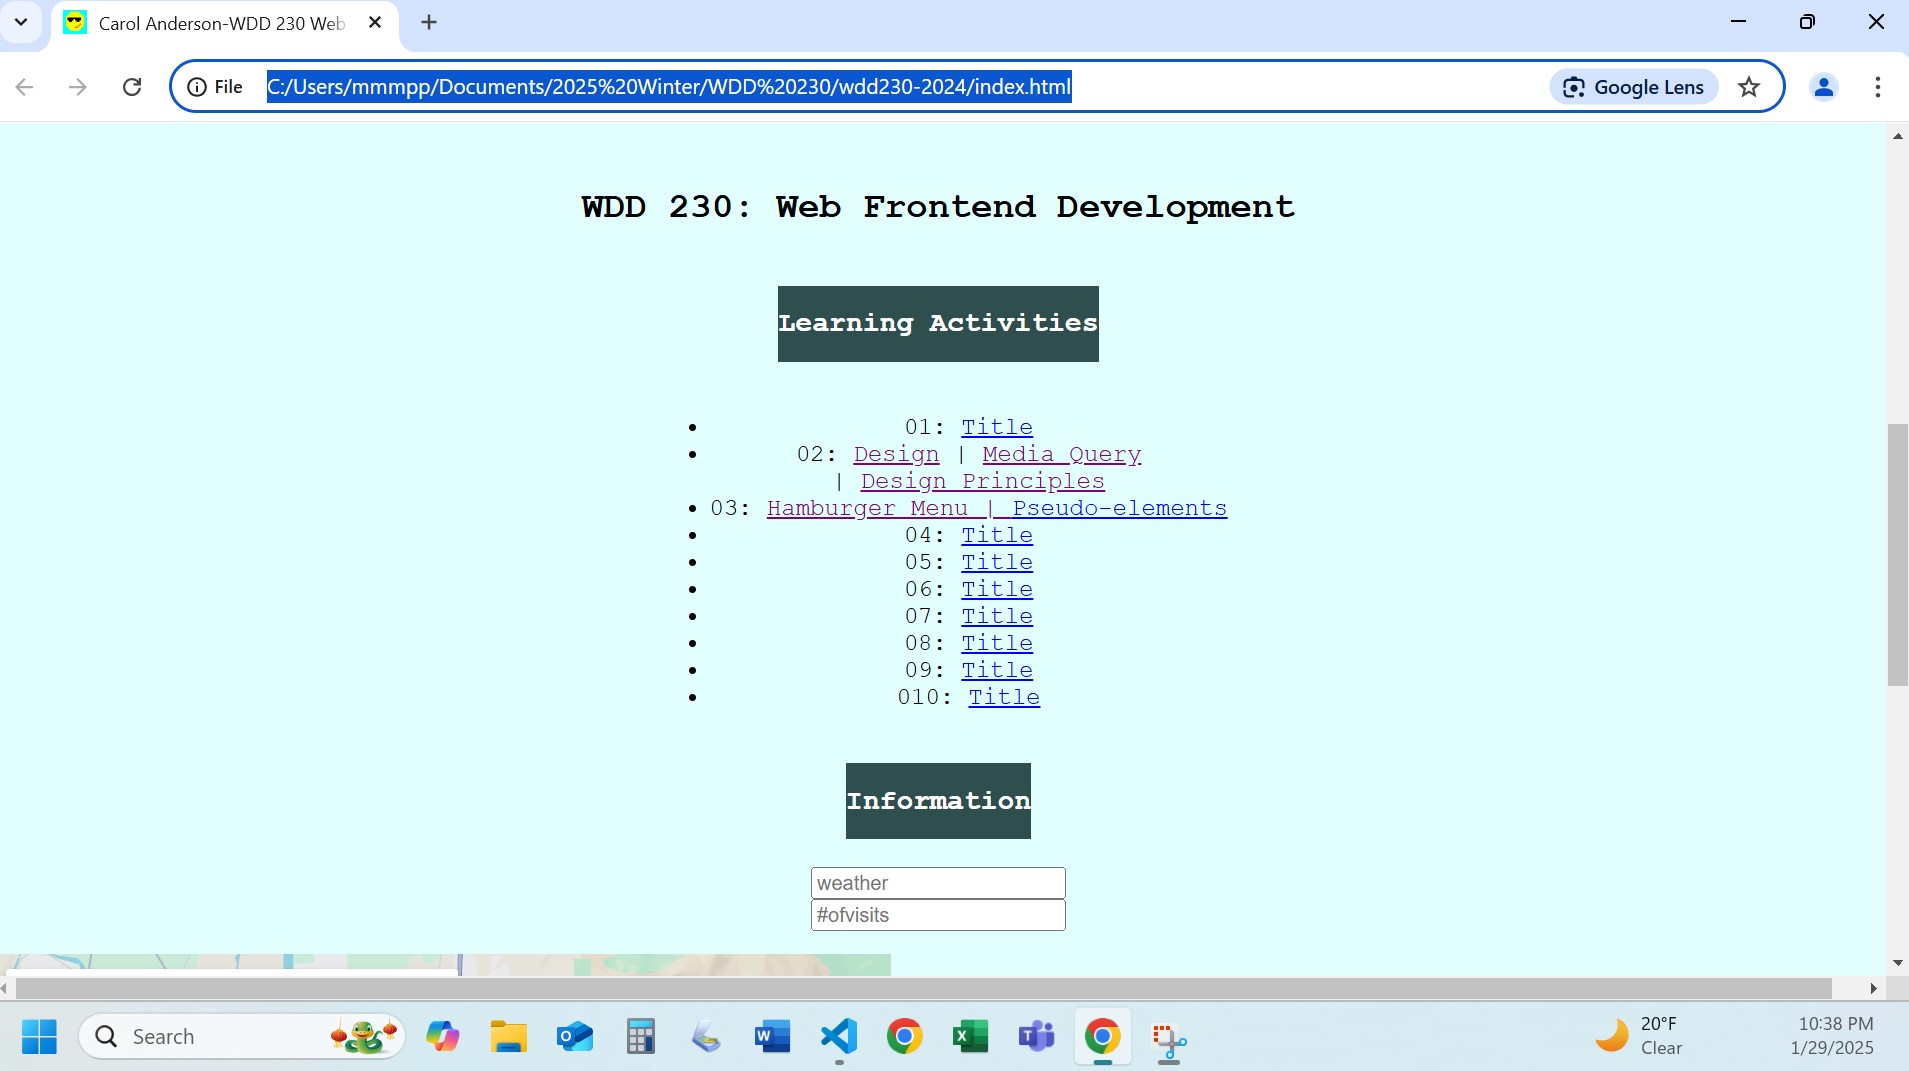 Carol Anderson-WDD 230 Web
File
C:/Users/mmmpp/Documents/2025%20Winter/WDD%20230/wdd230-2024/index.html
Google Lens
WDD 230: Web Frontend Development
Learning Activities
01: Title
02: Design | Media Query
| Design Principles
03: Hamburger Menu | Pseudo-elements
04: Title
05: Title
06: Title
07: Title
08: Title
09: Title
010: Title
Information
weather
#ofvisits
Search
20°F
Clear
10:38 PM
1/29/2025